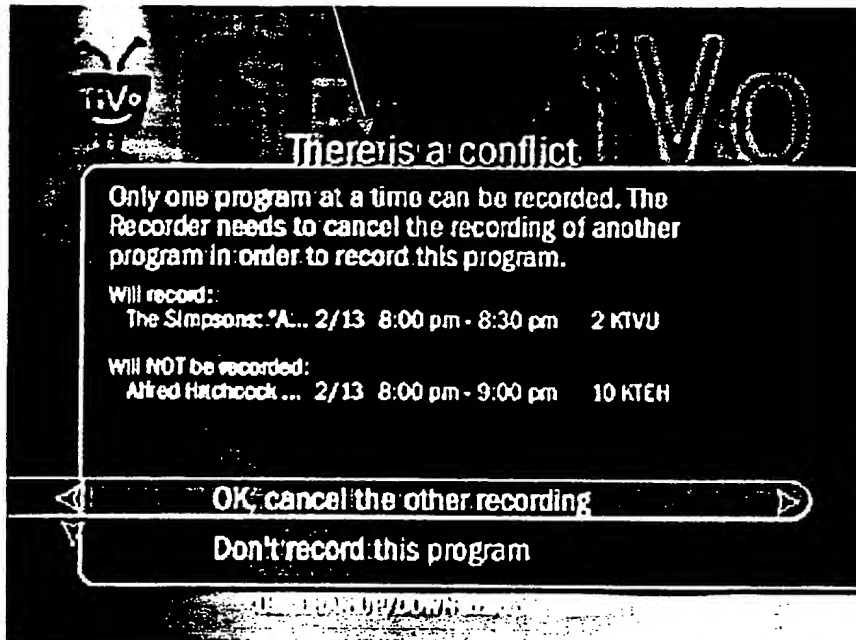 TiVo
TiVo
There is a conflict
Only one program at a time can be recorded. The
Recorder needs to cancel the recording of another
program in order to record this program.
Will record:
The Simpsons: "A... 2/13 8:00 pm - 8:30 pm 2 KTVU
Will NOT be recorded:
Alfred Hitchcock ... 2/13 8:00 pm - 9:00 pm 10 KTEH
OK, cancel the other recording
Don't record this program
UP/DOWN